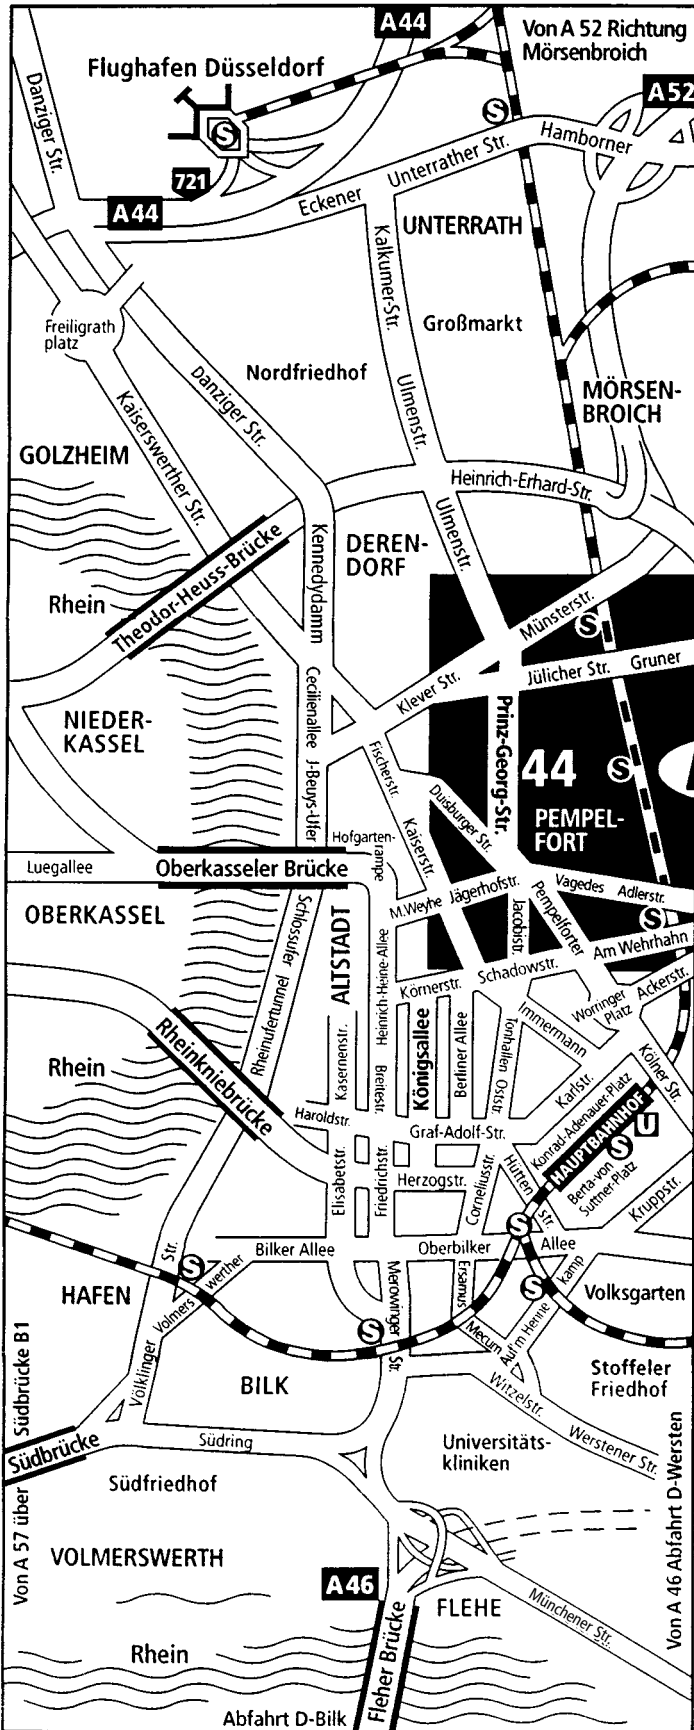 A44
Von A 52 Richtung
Mörsenbroich
Flughafen Düsseldorf
A52
Danziger Str.
S
S
Hamborner
Unterrather Str.
721
Eckener
A44
UNTERRATH
Kalkumer-Str.
Großmarkt
Freiligrath
platz
Nordfriedhof
Danziger Str.
Ulmenstr.
MÖRSEN-
BROICH
Kaiserswerther Str.
GOLZHEIM
Heinrich-Erhard-Str.
Ulmenstr.
Kennedydamm
DEREN-
DORF
Theodor-Heuss-Brücke
Rhein
Münsterstr.
S
Jülicher Str.
Gruner
Klever Str.
Cecilienallee
J-Beuys-Ufer
NIEDER-
KASSEL
Prinz-Georg-Str.
Fischerstr.
44
S
Duisburger Str.
PEMPEL-
FORT
Kaiserstr.
Hofgarten-
rampe
Luegallee
Oberkasseler Brücke
M.Weyhe
Jägerhofstr.
Vagedes
Adlerstr.
OBERKASSEL
Schlossufer
Rheinufertunnel
ALTSTADT
Heinrich-Heine-Allee
Jacobistr.
Pempelforter
S
Am Wehrhahn
Körnerstr.
Schadowstr.
Ackerstr.
Worringer
Platz
Immermann
Rheinkniebrücke
Rhein
Kasernenstr.
Breitestr.
Königsallee
Berliner Allee
Tonhallen
Oststr.
Karlstr.
Kölner Str.
Konrad-Adenauer-Platz
HAUPTBAHNHOF
U
S
Berta-von
Suttner-Platz
Haroldstr.
Graf-Adolf-Str.
Elisabetstr.
Friedrichstr.
Herzogstr.
Corneliusstr.
Hütten
str.
Kruppstr.
S
Str.
Bilker Allee
Oberbilker
Allee
S
werther
HAFEN
Volmers
Völklinger
Merowinger
Str.
Ersamus
S
kamp
Auf'm Henne
Volksgarten
S
Mecum
Stoffeler
Friedhof
BILK
Witzelstr.
Werstener Str.
Südbrücke
Südring
Universitäts-
kliniken
Südfriedhof
Von A 57 über Südbrücke B1
Von A 46 Abfahrt D-Wersten
VOLMERSWERTH
A46
FLEHE
Münchener Str.
Rhein
Fleher Brücke
Abfahrt D-Bilk